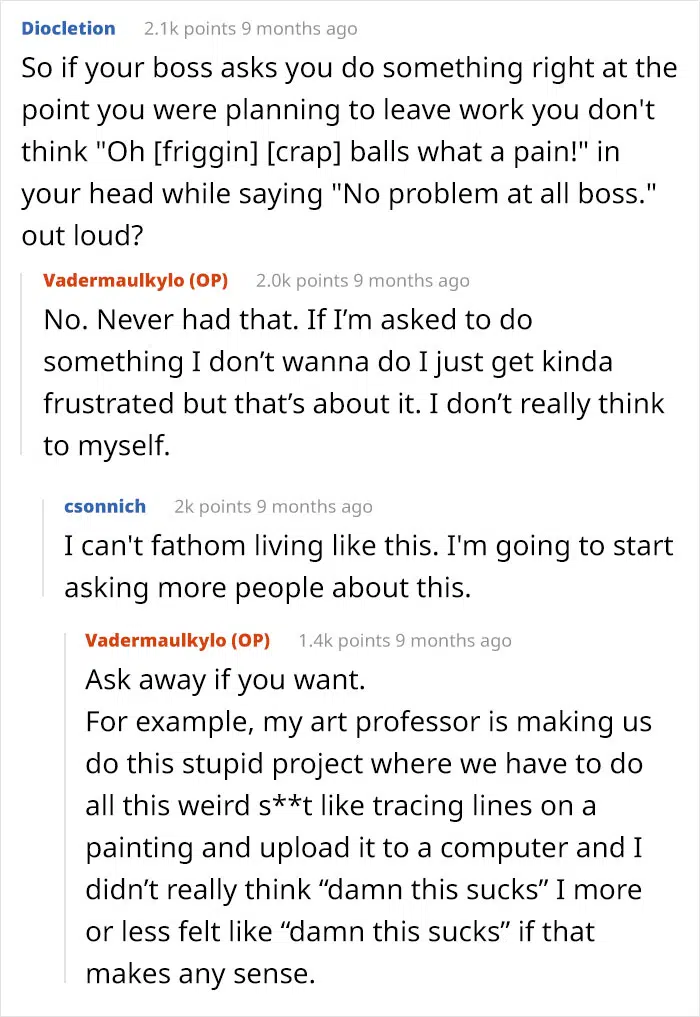 Diocletion 2.1k points 9 months ago
So if your boss asks you do something right at the
point you were planning to leave work you don't
think "Oh [friggin] [crap] balls what a pain!" in
your head while saying "No problem at all boss."
out loud?
Vadermaulkylo (OP) 2.0k points 9 months ago
No. Never had that. If I’m asked to do
something I don’t wanna do I just get kinda
frustrated but that’s about it. I don’t really think
to myself.
csonnich 2k points 9 months ago
I can't fathom living like this. I'm going to start
asking more people about this.
Vadermaulkylo (OP) 1.4k points 9 months ago
Ask away if you want.
For example, my art professor is making us
do this stupid project where we have to do
all this weird s**t like tracing lines on a
painting and upload it to a computer and I
didn’t really think “damn this sucks” I more
or less felt like “damn this sucks” if that
makes any sense.